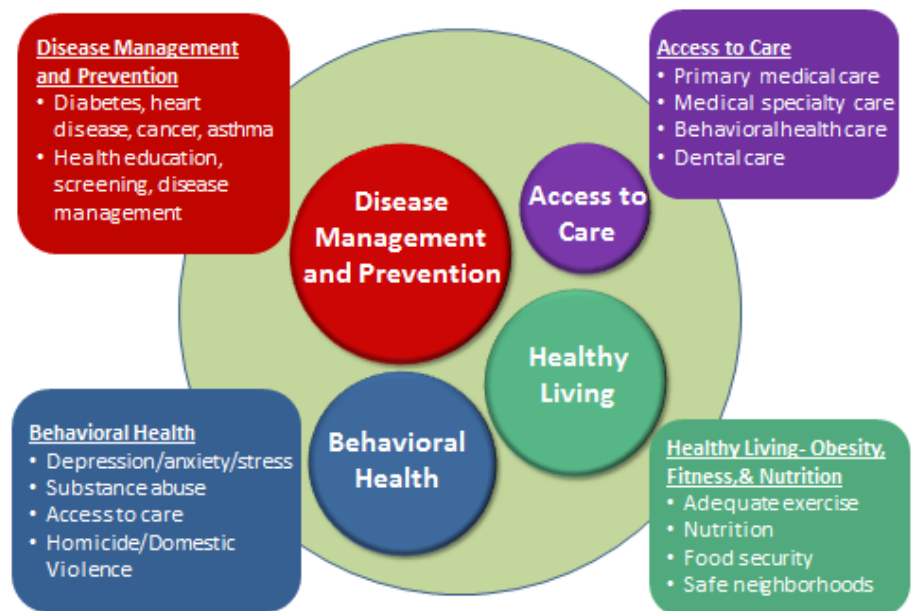 Disease Management
and Prevention
• Diabetes, heart
disease, cancer, asthma
• Health education,
screening, disease
management
Access to Care
• Primary medical care
• Medical specialty care
• Behavioral health care
• Dental care
Disease
Management
and Prevention
Access to
Care
Healthy
Living
Behavioral
Health
Behavioral Health
• Depression/anxiety/stress
• Substance abuse
• Access to care
• Homicide/Domestic
Violence
Healthy Living- Obesity,
Fitness,& Nutrition
• Adequate exercise
• Nutrition
• Food security
• Safe neighborhoods